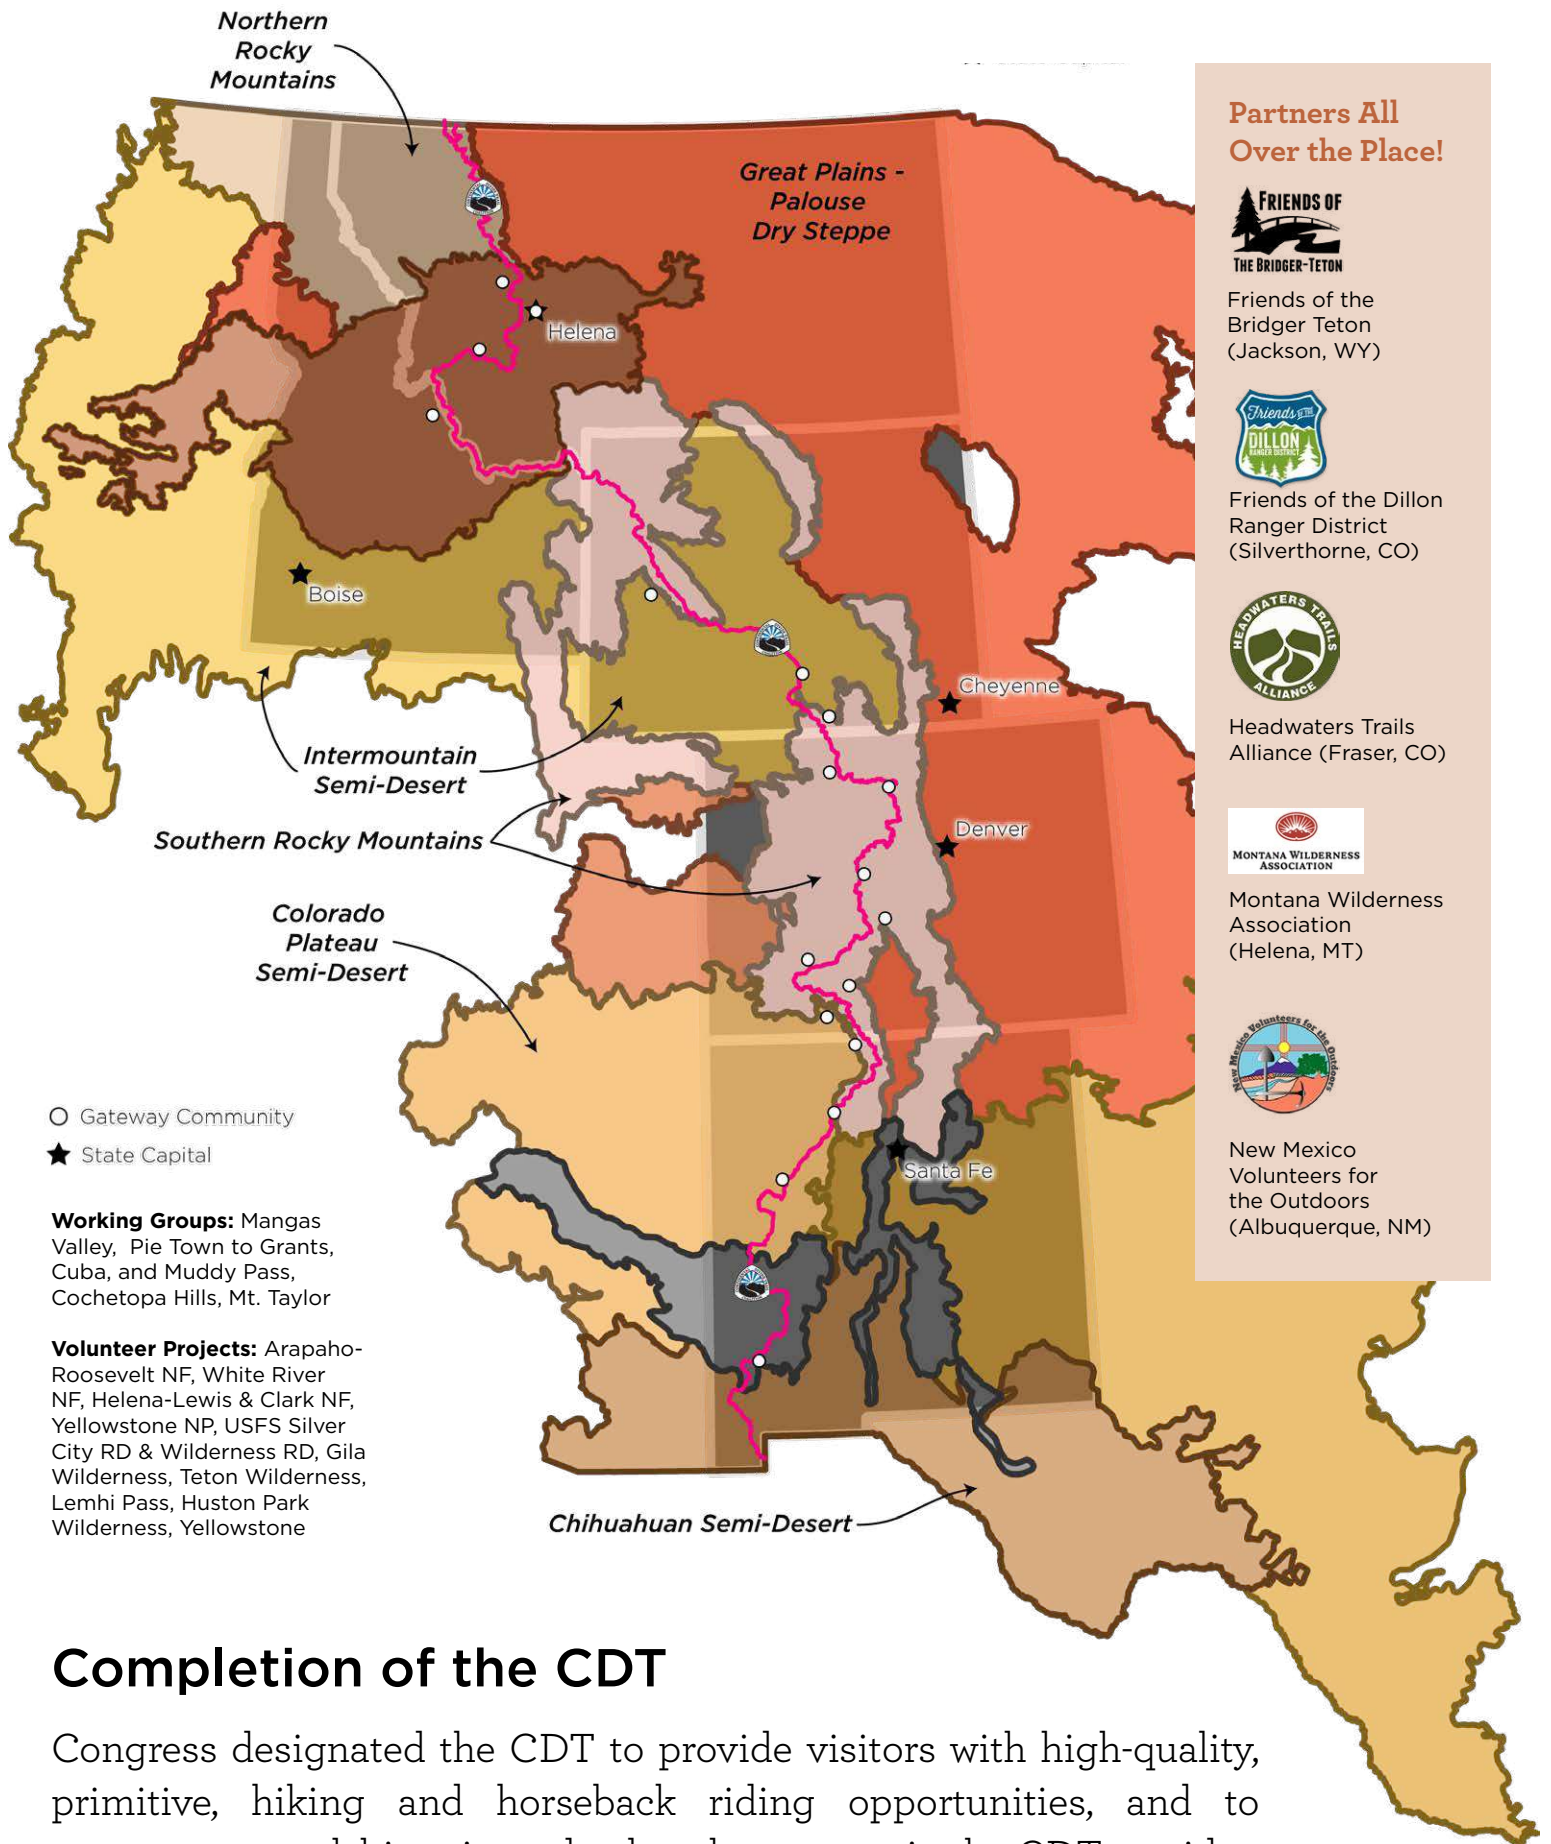 Northern
Rocky
Mountains
Great Plains -
Palouse
Dry Steppe
Helena
Boise
Cheyenne
Intermountain
Semi-Desert
Southern Rocky Mountains
Denver
Colorado
Plateau
Semi-Desert
Santa Fe
Chihuahuan Semi-Desert
Gateway Community
State Capital
Working Groups: Mangas
Valley, Pie Town to Grants,
Cuba, and Muddy Pass,
Cochetopa Hills, Mt. Taylor
Volunteer Projects: Arapaho-
Roosevelt NF, White River
NF, Helena-Lewis & Clark NF,
Yellowstone NP, USFS Silver
City RD & Wilderness RD, Gila
Wilderness, Teton Wilderness,
Lemhi Pass, Huston Park
Wilderness, Yellowstone
Partners All
Over the Place!
FRIENDS OF
THE BRIDGER-TETON
Friends of the
Bridger Teton
(Jackson, WY)
Friends OF THE
DILLON
RANGER DISTRICT
Friends of the Dillon
Ranger District
(Silverthorne, CO)
HEADWATERS TRAILS
ALLIANCE
Headwaters Trails
Alliance (Fraser, CO)
MONTANA WILDERNESS
ASSOCIATION
Montana Wilderness
Association
(Helena, MT)
New Mexico Volunteers for the Outdoors
New Mexico
Volunteers for
the Outdoors
(Albuquerque, NM)
Completion of the CDT
Congress designated the CDT to provide visitors with high-quality,
primitive, hiking and horseback riding opportunities, and to